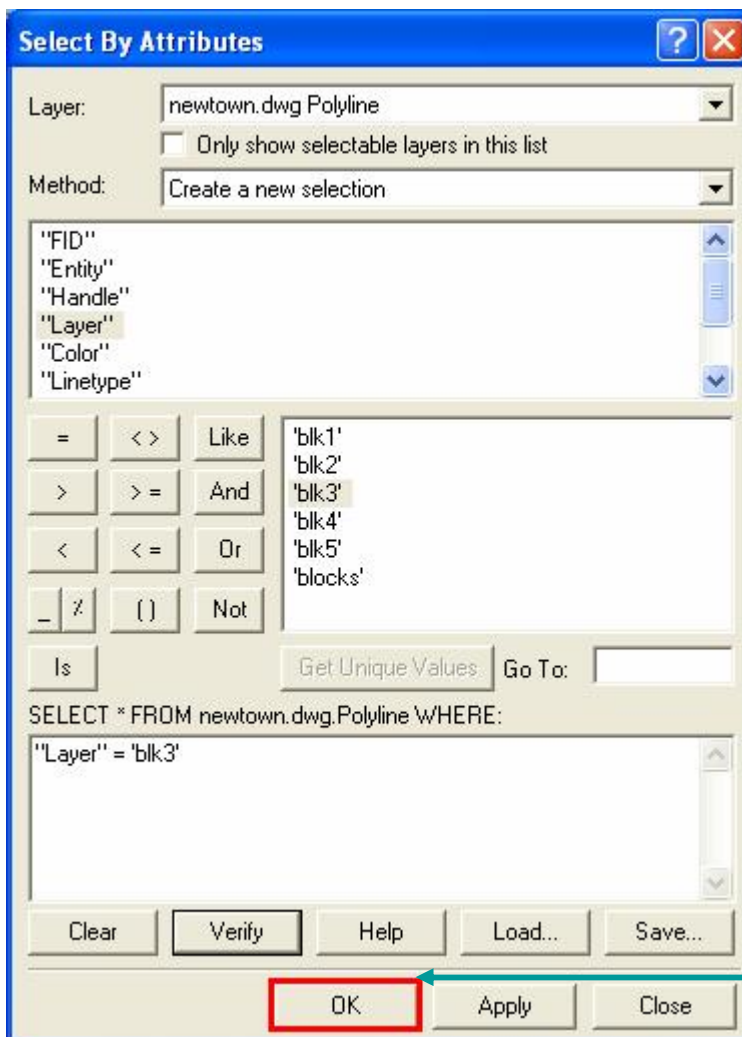 Select By Attributes
Layer: newtown.dwg Polyline
Only show selectable layers in this list
Method: Create a new selection
"FID"
"Entity"
"Handle"
"Layer"
"Color"
"Linetype"
= < > Like
> > = And
< < = Or
_ % ( ) Not
Is
'blk1'
'blk2'
'blk3'
'blk4'
'blk5'
'blocks'
Get Unique Values Go To:
SELECT * FROM newtown.dwg.Polyline WHERE:
"Layer" = 'blk3'
Clear Verify Help Load... Save...
OK Apply Close